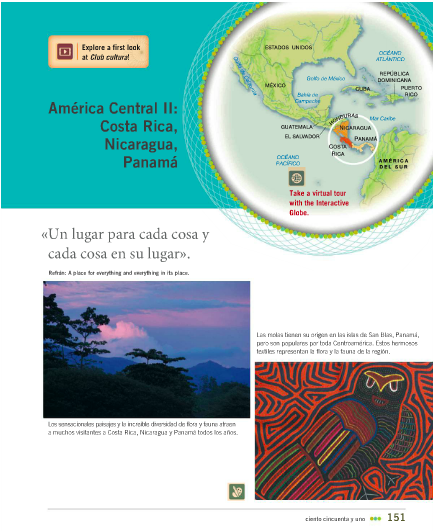 Explore a first look
at Club cultura!
América Central II:
Costa Rica,
Nicaragua,
Panamá
ESTADOS UNIDOS
OCÉANO
ATLÁNTICO
Golfo de México
REPÚBLICA
DOMINICANA
MÉXICO
Bahía de
Campeche
CUBA
PUERTO
RICO
HONDURAS
Mar Caribe
GUATEMALA
NICARAGUA
EL SALVADOR
PANAMÁ
COSTA
RICA
OCÉANO
PACÍFICO
AMÉRICA
DEL SUR
Take a virtual tour
with the Interactive
Globe.
«Un lugar para cada cosa y
cada cosa en su lugar».
Refrán: A place for everything and everything in its place.
Las molas tienen su origen en las islas de San Blas, Panamá,
pero son populares por toda Centroamérica. Estos hermosos
textiles representan la flora y la fauna de la región.
Los sensacionales paisajes y la increíble diversidad de flora y fauna atraen
a muchos visitantes a Costa Rica, Nicaragua y Panamá todos los años.
ciento cincuenta y uno 151